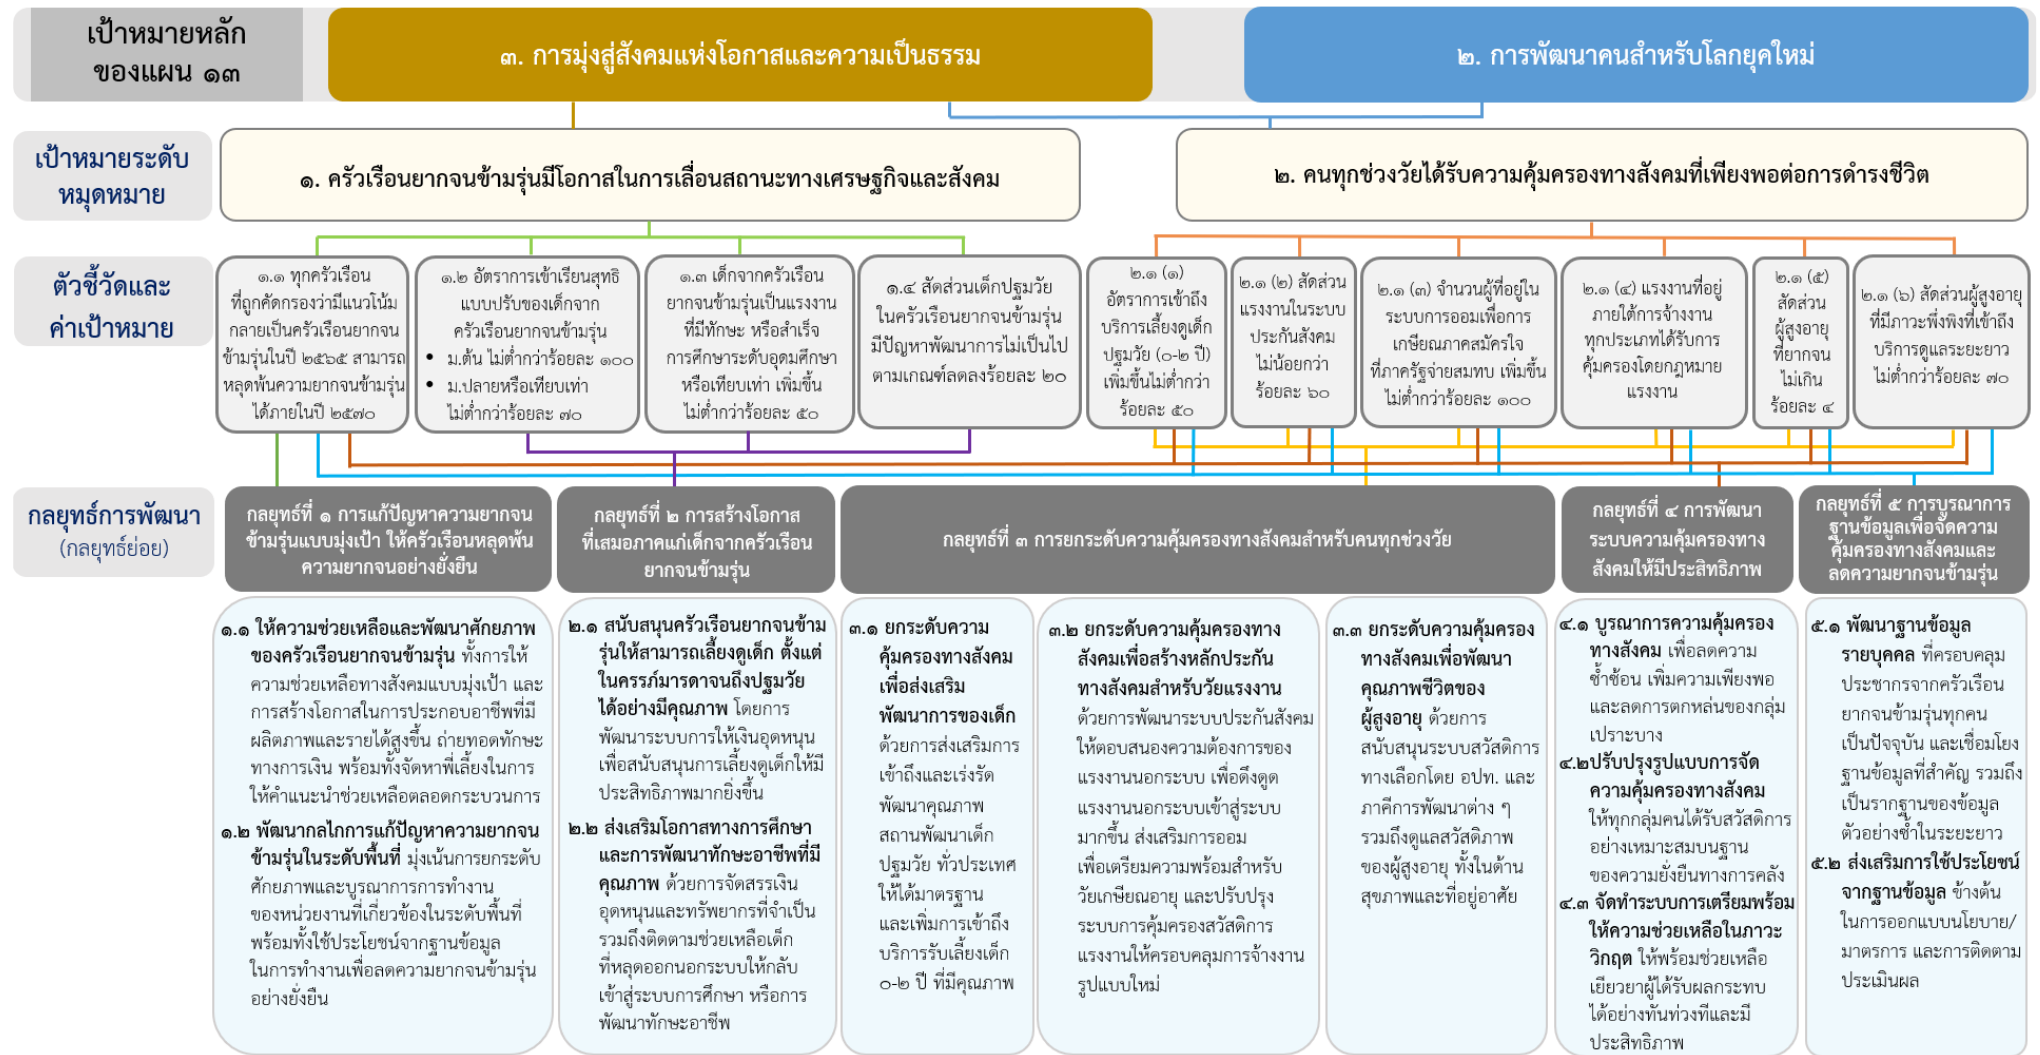 เป้าหมายหลัก
ของแผน ๑๓
๓. การมุ่งสู่สังคมแห่งโอกาสและความเป็นธรรม
๒. การพัฒนาคนสำหรับโลกยุคใหม่
เป้าหมายระดับ
หมุดหมาย
๑. ครัวเรือนยากจนข้ามรุ่นมีโอกาสในการเลื่อนสถานะทางเศรษฐกิจและสังคม
๒. คนทุกช่วงวัยได้รับความคุ้มครองทางสังคมที่เพียงพอต่อการดำรงชีวิต
ตัวชี้วัดและ
ค่าเป้าหมาย
๑.๑ ทุกครัวเรือน
ที่ถูกคัดกรองว่ามีแนวโน้ม
กลายเป็นครัวเรือนยากจน
ข้ามรุ่นในปี ๒๕๖๕ สามารถ
หลุดพ้นความยากจนข้ามรุ่น
ได้ภายในปี ๒๕๗๐
๑.๒ อัตราการเข้าเรียนสุทธิ
แบบปรับของเด็กจาก
ครัวเรือนยากจนข้ามรุ่น
• ม.ต้น ไม่ต่ำกว่าร้อยละ ๑๐๐
• ม.ปลายหรือเทียบเท่า
ไม่ต่ำกว่าร้อยละ ๗๐
๑.๓ เด็กจากครัวเรือน
ยากจนข้ามรุ่นเป็นแรงงาน
ที่มีทักษะ หรือสำเร็จ
การศึกษาระดับอุดมศึกษา
หรือเทียบเท่า เพิ่มขึ้น
ไม่ต่ำกว่าร้อยละ ๕๐
๑.๔ สัดส่วนเด็กปฐมวัย
ในครัวเรือนยากจนข้ามรุ่น
มีปัญหาพัฒนาการไม่เป็นไป
ตามเกณฑ์ลดลงร้อยละ ๒๐
๒.๑ (๑)
อัตราการเข้าถึง
บริการเลี้ยงดูเด็ก
ปฐมวัย (๐-๒ ปี)
เพิ่มขึ้นไม่ต่ำกว่า
ร้อยละ ๕๐
๒.๑ (๒) สัดส่วน
แรงงานในระบบ
ประกันสังคม
ไม่น้อยกว่า
ร้อยละ ๖๐
๒.๑ (๓) จำนวนผู้ที่อยู่ใน
ระบบการออมเพื่อการ
เกษียณภาคสมัครใจ
ที่ภาครัฐจ่ายสมทบ เพิ่มขึ้น
ไม่ต่ำกว่าร้อยละ ๑๐๐
๒.๑ (๔) แรงงานที่อยู่
ภายใต้การจ้างงาน
ทุกประเภทได้รับการ
คุ้มครองโดยกฎหมาย
แรงงาน
๒.๑ (๕)
สัดส่วน
ผู้สูงอายุ
ที่ยากจน
ไม่เกิน
ร้อยละ ๔
๒.๑ (๖) สัดส่วนผู้สูงอายุ
ที่มีภาวะพึ่งพิงที่เข้าถึง
บริการดูแลระยะยาว
ไม่ต่ำกว่าร้อยละ ๗๐
กลยุทธ์การพัฒนา
(กลยุทธ์ย่อย)
กลยุทธ์ที่ ๑ การแก้ปัญหาความยากจน
ข้ามรุ่นแบบมุ่งเป้า ให้ครัวเรือนหลุดพ้น
ความยากจนอย่างยั่งยืน
กลยุทธ์ที่ ๒ การสร้างโอกาส
ที่เสมอภาคแก่เด็กจากครัวเรือน
ยากจนข้ามรุ่น
กลยุทธ์ที่ ๓ การยกระดับความคุ้มครองทางสังคมสำหรับคนทุกช่วงวัย
กลยุทธ์ที่ ๔ การพัฒนา
ระบบความคุ้มครองทาง
สังคมให้มีประสิทธิภาพ
กลยุทธ์ที่ ๕ การบูรณาการ
ฐานข้อมูลเพื่อจัดความ
คุ้มครองทางสังคมและ
ลดความยากจนข้ามรุ่น
๑.๑ ให้ความช่วยเหลือและพัฒนาศักยภาพ
ของครัวเรือนยากจนข้ามรุ่น ทั้งการให้
ความช่วยเหลือทางสังคมแบบมุ่งเป้า และ
การสร้างโอกาสในการประกอบอาชีพที่มี
ผลิตภาพและรายได้สูงขึ้น ถ่ายทอดทักษะ
ทางการเงิน พร้อมทั้งจัดหาพี่เลี้ยงในการ
ให้คำแนะนำช่วยเหลือตลอดกระบวนการ
๑.๒ พัฒนากลไกการแก้ปัญหาความยากจน
ข้ามรุ่นในระดับพื้นที่ มุ่งเน้นการยกระดับ
ศักยภาพและบูรณาการการทำงาน
ของหน่วยงานที่เกี่ยวข้องในระดับพื้นที่
พร้อมทั้งใช้ประโยชน์จากฐานข้อมูล
ในการทำงานเพื่อลดความยากจนข้ามรุ่น
อย่างยั่งยืน
๒.๑ สนับสนุนครัวเรือนยากจนข้าม
รุ่นให้สามารถเลี้ยงดูเด็ก ตั้งแต่
ในครรภ์มารดาจนถึงปฐมวัย
ได้อย่างมีคุณภาพ โดยการ
พัฒนาระบบการให้เงินอุดหนุน
เพื่อสนับสนุนการเลี้ยงดูเด็กให้มี
ประสิทธิภาพมากยิ่งขึ้น
๒.๒ ส่งเสริมโอกาสทางการศึกษา
และการพัฒนาทักษะอาชีพที่มี
คุณภาพ ด้วยการจัดสรรเงิน
อุดหนุนและทรัพยากรที่จำเป็น
รวมถึงติดตามช่วยเหลือเด็ก
ที่หลุดออกนอกระบบให้กลับ
เข้าสู่ระบบการศึกษา หรือการ
พัฒนาทักษะอาชีพ
๓.๑ ยกระดับความ
คุ้มครองทางสังคม
เพื่อส่งเสริม
พัฒนาการของเด็ก
ด้วยการส่งเสริมการ
เข้าถึงและเร่งรัด
พัฒนาคุณภาพ
สถานพัฒนาเด็ก
ปฐมวัย ทั่วประเทศ
ให้ได้มาตรฐาน
และเพิ่มการเข้าถึง
บริการรับเลี้ยงเด็ก
๐-๒ ปี ที่มีคุณภาพ
๓.๒ ยกระดับความคุ้มครองทาง
สังคมเพื่อสร้างหลักประกัน
ทางสังคมสำหรับวัยแรงงาน
ด้วยการพัฒนาระบบประกันสังคม
ให้ตอบสนองความต้องการของ
แรงงานนอกระบบ เพื่อดึงดูด
แรงงานนอกระบบเข้าสู่ระบบ
มากขึ้น ส่งเสริมการออม
เพื่อเตรียมความพร้อมสำหรับ
วัยเกษียณอายุ และปรับปรุง
ระบบการคุ้มครองสวัสดิการ
แรงงานให้ครอบคลุมการจ้างงาน
รูปแบบใหม่
๓.๓ ยกระดับความคุ้มครอง
ทางสังคมเพื่อพัฒนา
คุณภาพชีวิตของ
ผู้สูงอายุ ด้วยการ
สนับสนุนระบบสวัสดิการ
ทางเลือกโดย อปท. และ
ภาคีการพัฒนาต่าง ๆ
รวมถึงดูแลสวัสดิภาพ
ของผู้สูงอายุ ทั้งในด้าน
สุขภาพและที่อยู่อาศัย
๔.๑ บูรณาการความคุ้มครอง
ทางสังคม เพื่อลดความ
ซ้ำซ้อน เพิ่มความเพียงพอ
และลดการตกหล่นของกลุ่ม
เปราะบาง
๔.๒ปรับปรุงรูปแบบการจัด
ความคุ้มครองทางสังคม
ให้ทุกกลุ่มคนได้รับสวัสดิการ
อย่างเหมาะสมบนฐาน
ของความยั่งยืนทางการคลัง
๔.๓ จัดทำระบบการเตรียมพร้อม
ให้ความช่วยเหลือในภาวะ
วิกฤต ให้พร้อมช่วยเหลือ
เยียวยาผู้ได้รับผลกระทบ
ได้อย่างทันท่วงทีและมี
ประสิทธิภาพ
๕.๑ พัฒนาฐานข้อมูล
รายบุคคล ที่ครอบคลุม
ประชากรจากครัวเรือน
ยากจนข้ามรุ่นทุกคน
เป็นปัจจุบัน และเชื่อมโยง
ฐานข้อมูลที่สำคัญ รวมถึง
เป็นรากฐานของข้อมูล
ตัวอย่างซ้ำในระยะยาว
๕.๒ ส่งเสริมการใช้ประโยชน์
จากฐานข้อมูล ข้างต้น
ในการออกแบบนโยบาย/
มาตรการ และการติดตาม
ประเมินผล